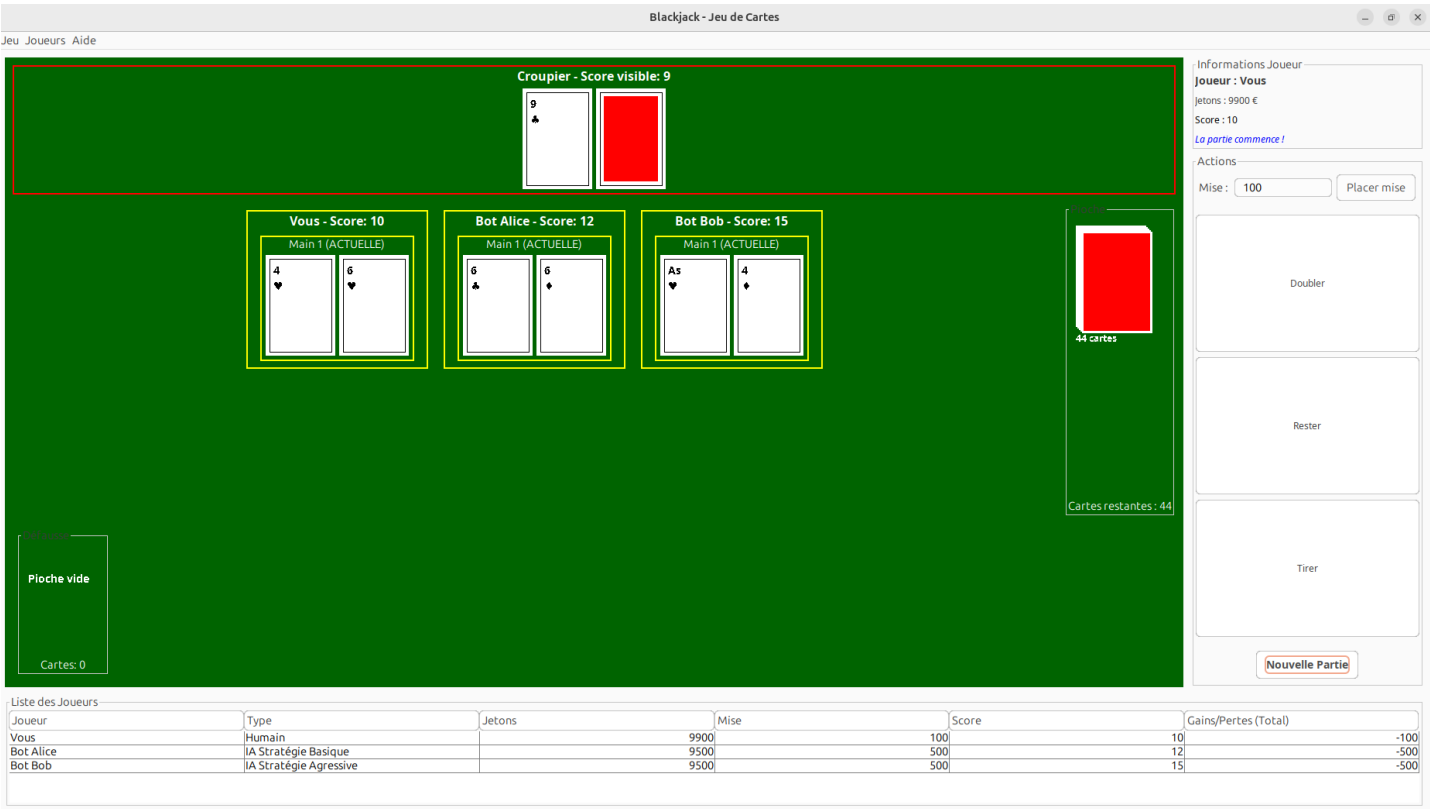 Blackjack - Jeu de Cartes
Jeu Joueurs Aide
Croupier - Score visible: 9
9
♣
Informations Joueur
Joueur : Vous
Jetons : 9900 €
Score : 10
La partie commence !
Actions
Mise : 100 Placer mise
Vous - Score: 10
Main 1 (ACTUELLE)
4 6
♥ ♥
Bot Alice - Score: 12
Main 1 (ACTUELLE)
6 6
♣ ♦
Bot Bob - Score: 15
Main 1 (ACTUELLE)
As 4
♥ ♦
44 cartes
Cartes restantes : 44
Doubler
Rester
Tirer
Nouvelle Partie
Pioche vide
Cartes: 0
Liste des Joueurs
Joueur Type Jetons Mise Score Gains/Pertes (Total)
Vous Humain 9900 100 10 -100
Bot Alice IA Stratégie Basique 9500 500 12 -500
Bot Bob IA Stratégie Agressive 9500 500 15 -500